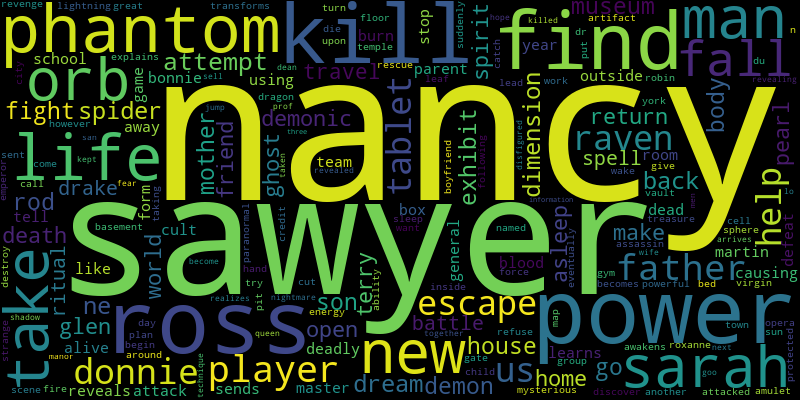 revenge lightning great transforms turn floor suddenly museum artifact n
phantom kill find man
stop burn die upon temple spirit year dr put killed hope catch
school explains attempt travel rescue parent outside robin fall du
orb bonnie using game dean sell leaf lead work revealing
city away dragon prof jump tablet dimension york body return pearl
fight spider demonic team exhibit raven
nancy
however san life mother friend ghost three taken revealed boyfriend following disfigured spell room give wake vault lo
emperor sent come kept call fear form taking back help
drake box sleep want named asleep make dead treasure cell sphere
rod tell world cult credit basement become paranormal sawyer general information assassin men arrives
death ritual like hand try blood inside force eventually gym wife martin causing defeat
take ne son terry ability father becomes powerful bed virgin
destroy shadow glen day plan begin realizes cut pit nightmare energy escape battle together refuse map power town opera sun protected
strange alive around ross open deadly queen new house gate learns awakens roxanne next
donnie player us go sarah
manor reveals attack sends technique master dream demon child home group another goo attacked amulet
scene fire mysterious discover